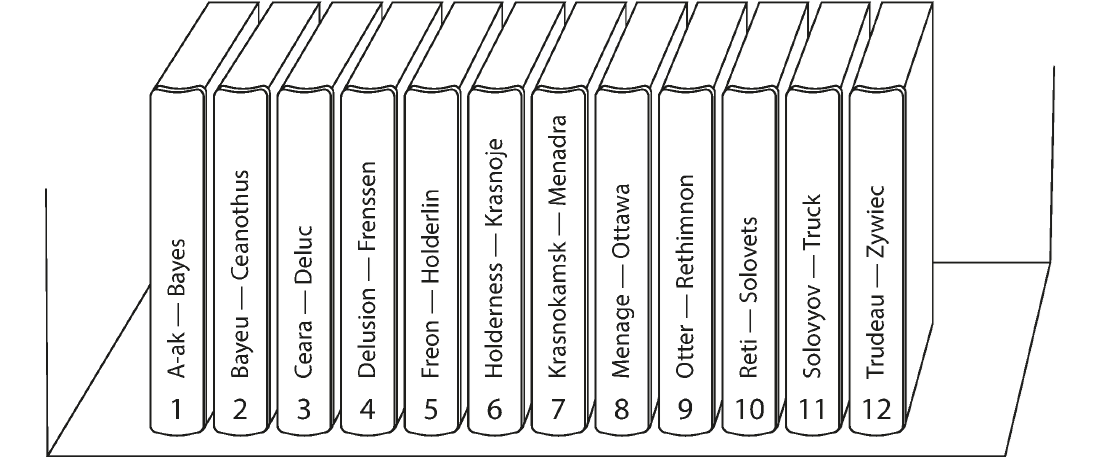 A-ak — Bayes
1
Bayeu — Ceanothus
2
Ceara — Deluc
3
Delusion — Frenssen
4
Freon — Holderlin
5
Holderness — Krasnoje
6
Krasnokamsk — Menadra
7
Menage — Ottawa
8
Otter — Rethimnon
9
Reti — Solovets
10
Solovyov — Truck
11
Trudeau — Zywiec
12